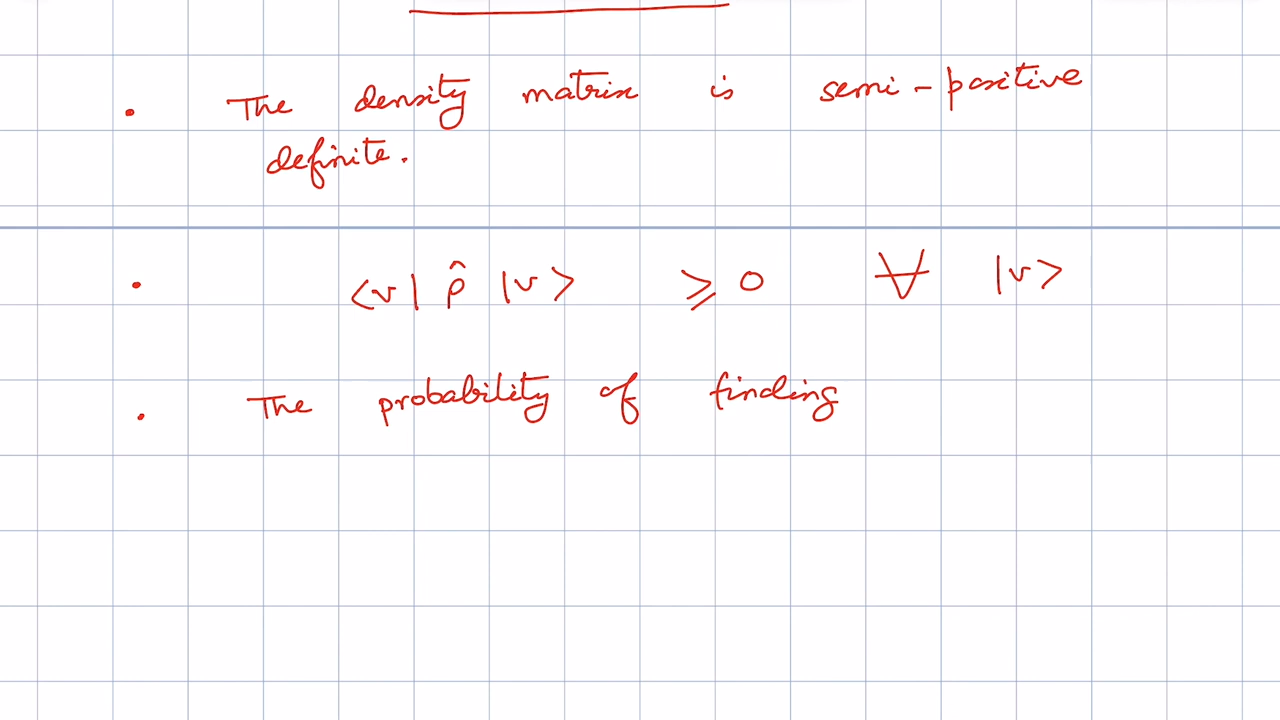 • The density matrix is semi-positive
definite.
• <v| ρ̂ |v> ⩾ 0 ∀ |v>
• The probability of finding